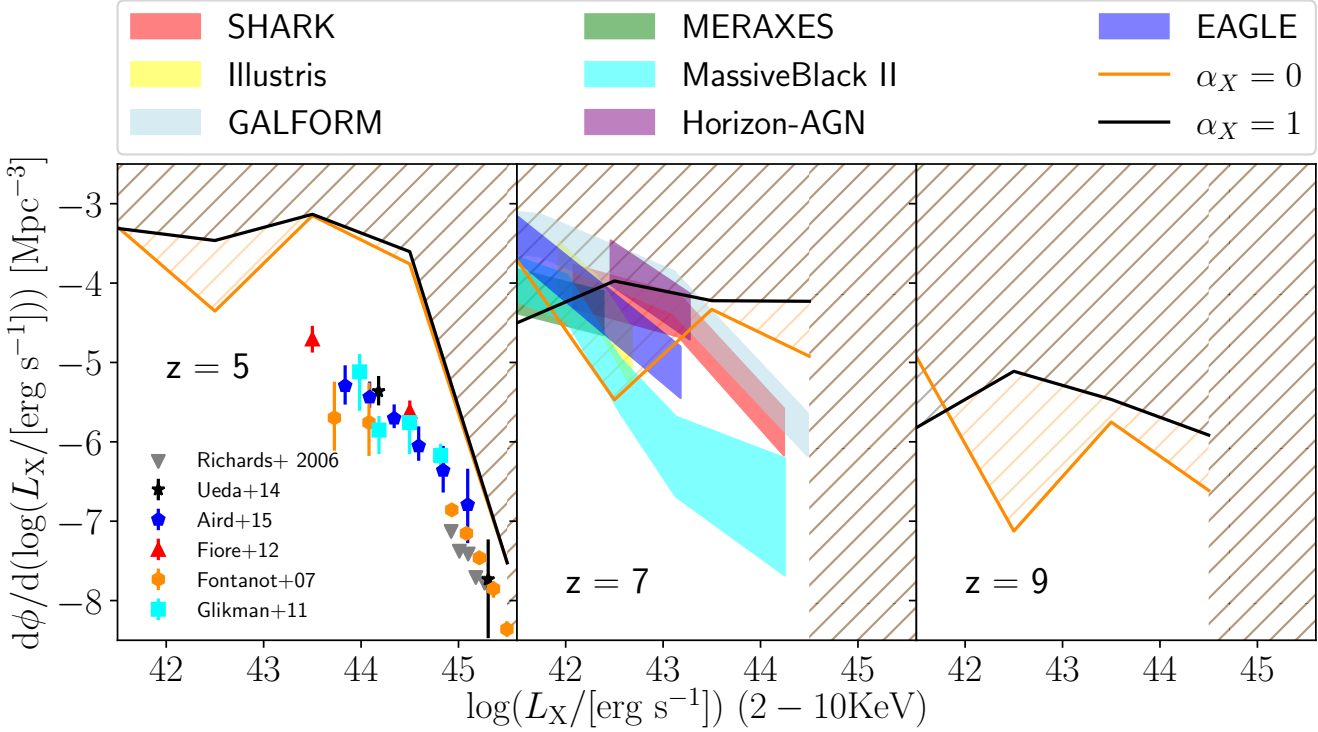 SHARK MERAXES EAGLE
Illustris MassiveBlack II α_X = 0
GALFORM Horizon-AGN α_X = 1
dϕ/d(log(L_X/[erg s⁻¹])) [Mpc⁻³]
−3
−4
−5
−6
−7
−8
z = 5
z = 7
z = 9
Richards+ 2006
Ueda+14
Aird+15
Fiore+12
Fontanot+07
Glikman+11
42 43 44 45 42 43 44 45 42 43 44 45
log(L_X/[erg s⁻¹]) (2 − 10KeV)